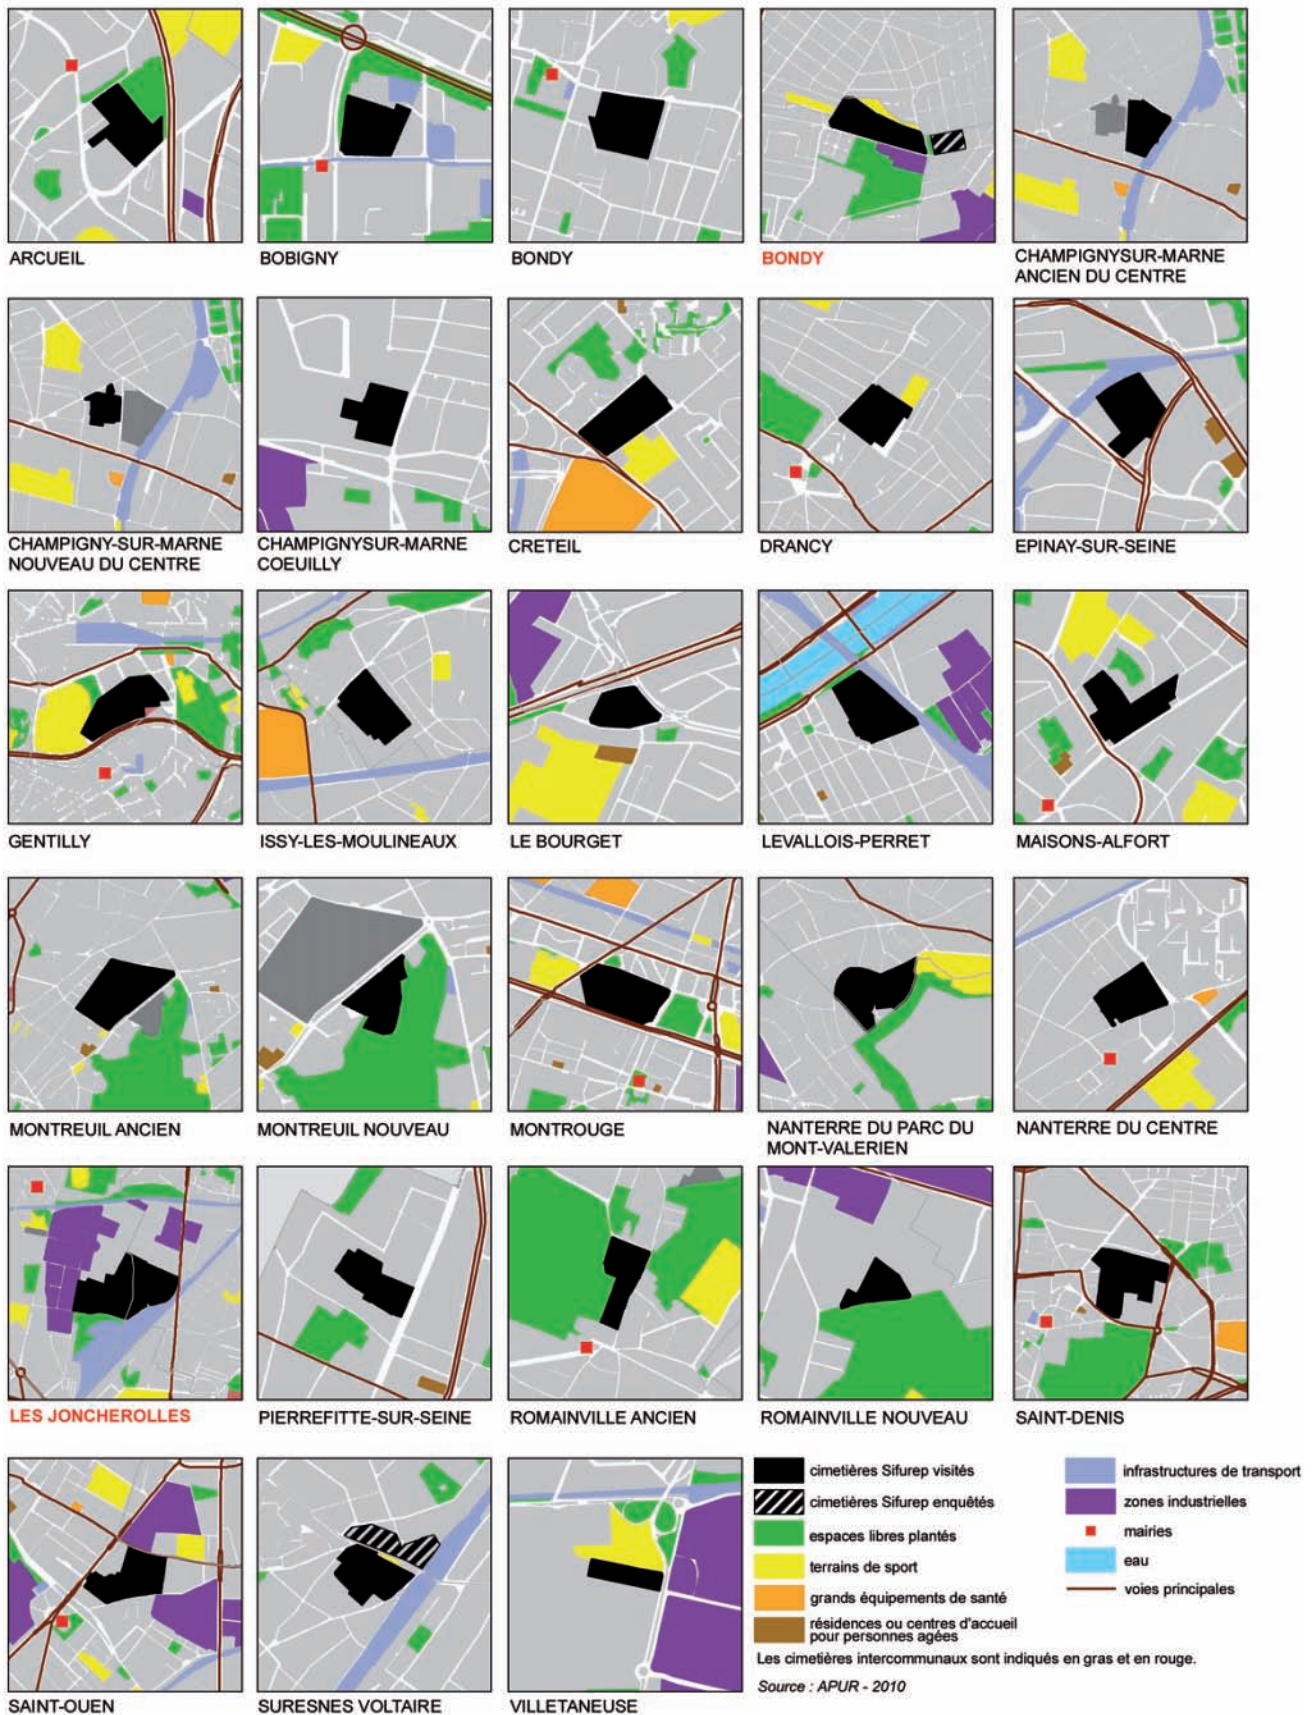 ARCUEIL
BOBIGNY
BONDY
BONDY
CHAMPIGNYSUR-MARNE
ANCIEN DU CENTRE
CHAMPIGNY-SUR-MARNE
NOUVEAU DU CENTRE
CHAMPIGNYSUR-MARNE
COEUILLY
CRETEIL
DRANCY
EPINAY-SUR-SEINE
GENTILLY
ISSY-LES-MOULINEAUX
LE BOURGET
LEVALLOIS-PERRET
MAISONS-ALFORT
MONTREUIL ANCIEN
MONTREUIL NOUVEAU
MONTROUGE
NANTERRE DU PARC DU
MONT-VALERIEN
NANTERRE DU CENTRE
LES JONCHEROLLES
PIERREFITTE-SUR-SEINE
ROMAINVILLE ANCIEN
ROMAINVILLE NOUVEAU
SAINT-DENIS
SAINT-OUEN
SURESNES VOLTAIRE
VILLETANEUSE
cimetières Sifurep visités
cimetières Sifurep enquêtés
espaces libres plantés
terrains de sport
grands équipements de santé
résidences ou centres d'accueil
pour personnes agées
infrastructures de transport
zones industrielles
mairies
eau
voies principales
Les cimetières intercommunaux sont indiqués en gras et en rouge.
Source : APUR - 2010